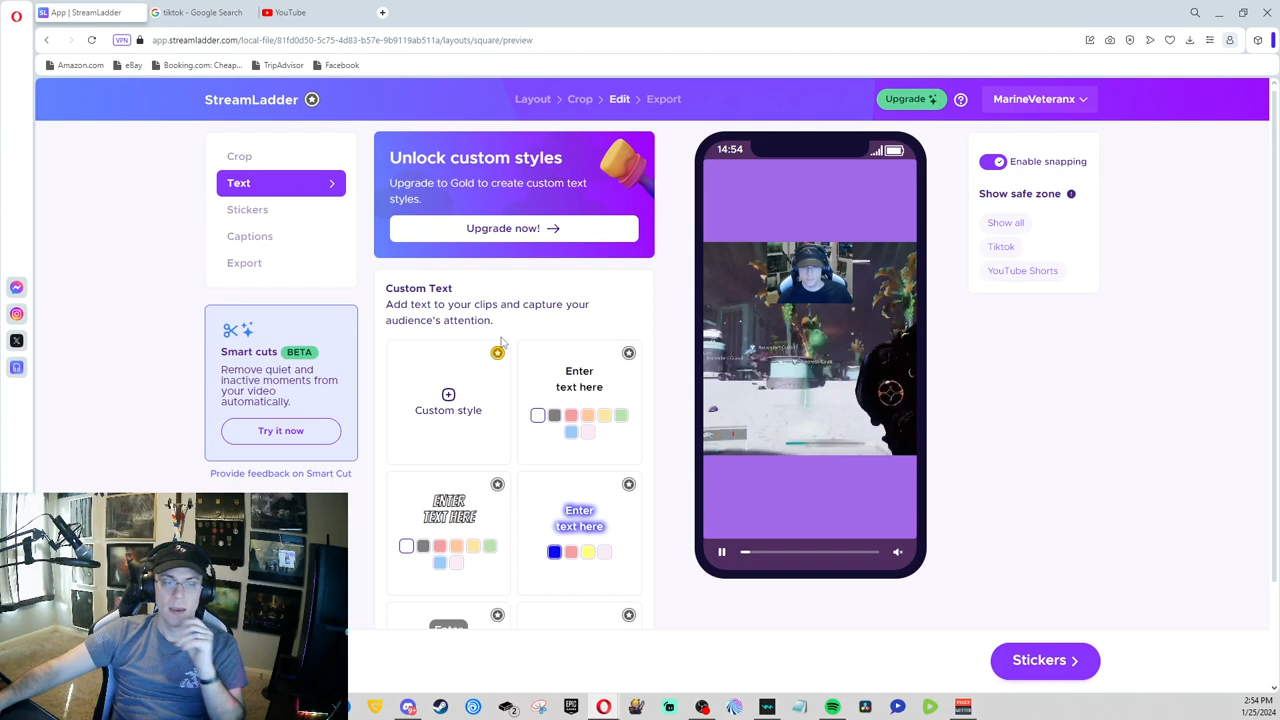 App | StreamLadder
tiktok - Google Search
YouTube
VPN
app.streamladder.com/local-file/81fd0d50-5c75-4d83-b57e-9b9119ab511a/layouts/square/preview
Amazon.com
eBay
Booking.com: Cheap...
TripAdvisor
Facebook
StreamLadder
Layout > Crop > Edit > Export
Upgrade
MarineVeteranx
Crop
Text
Stickers
Captions
Export
Smart cuts BETA
Remove quiet and
inactive moments from
your video
automatically.
Try it now
Provide feedback on Smart Cut
Unlock custom styles
Upgrade to Gold to create custom text
styles.
Upgrade now! →
Custom Text
Add text to your clips and capture your
audience's attention.
Custom style
Enter
text here
ENTER
TEXT HERE
Enter
text here
Enter
14:54
Enable snapping
Show safe zone
Show all
Tiktok
YouTube Shorts
Stickers >
2:54 PM
1/25/2024